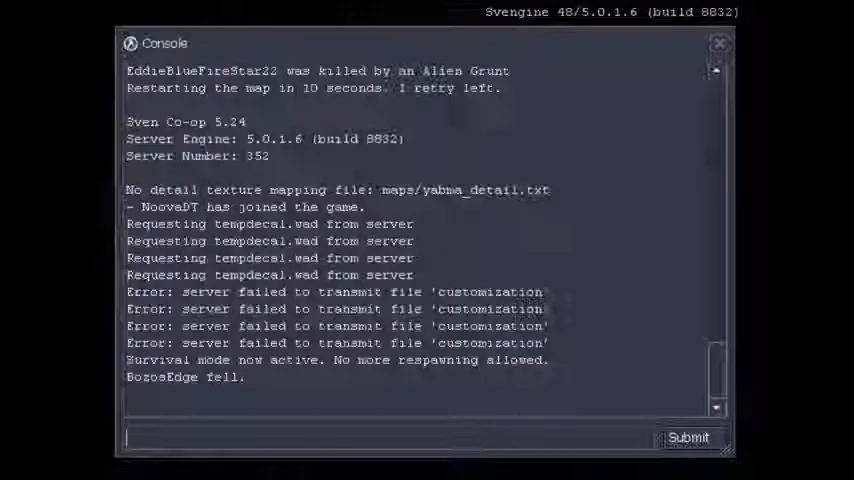 Svengine 48/5.0.1.6 (build 8832)
Console
EddieBlueFireStar22 was killed by an Alien Grunt
Restarting the map in 10 seconds. 1 retry left.
Sven Co-op 5.24
Server Engine: 5.0.1.6 (build 8832)
Server Number: 352
No detail texture mapping file: maps/yabma_detail.txt
- NoovaDT has joined the game.
Requesting tempdecal.wad from server
Requesting tempdecal.wad from server
Requesting tempdecal.wad from server
Requesting tempdecal.wad from server
Error: server failed to transmit file 'customization'
Error: server failed to transmit file 'customization'
Error: server failed to transmit file 'customization'
Error: server failed to transmit file 'customization'
Survival mode now active. No more respawning allowed.
BozosEdge fell.
Submit